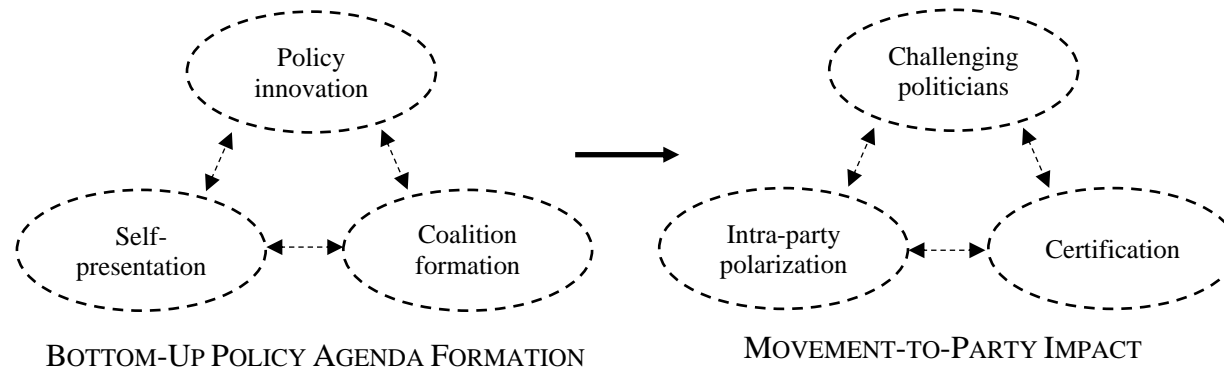 Policy
innovation
Self-
presentation
Coalition
formation
BOTTOM-UP POLICY AGENDA FORMATION
Challenging
politicians
Intra-party
polarization
Certification
MOVEMENT-TO-PARTY IMPACT